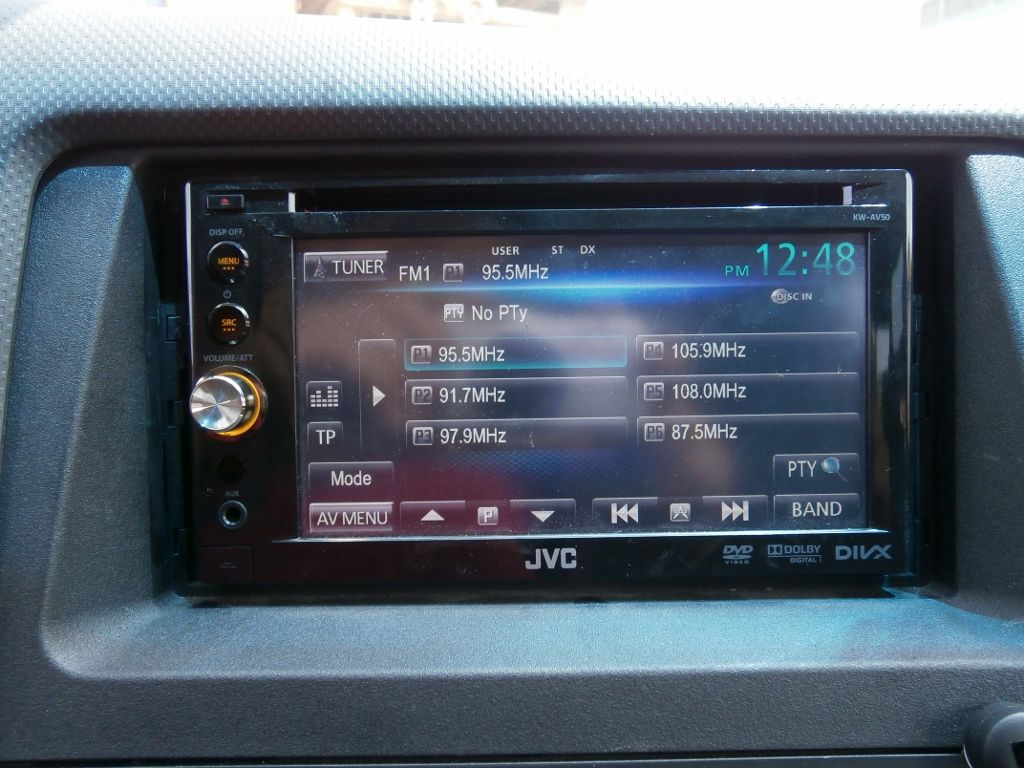 DISP OFF
KW-AV50
MENU
USER ST DX
TUNER FM1 P1 95.5MHz PM 12:48
DISC IN
PTY No PTy
SRC
VOLUME/ATT
P1 95.5MHz P4 105.9MHz
P2 91.7MHz P5 108.0MHz
P3 97.9MHz P6 87.5MHz
TP
Mode PTY
AUX
AV MENU P BAND
JVC DVD VIDEO DOLBY DIGITAL DIVX